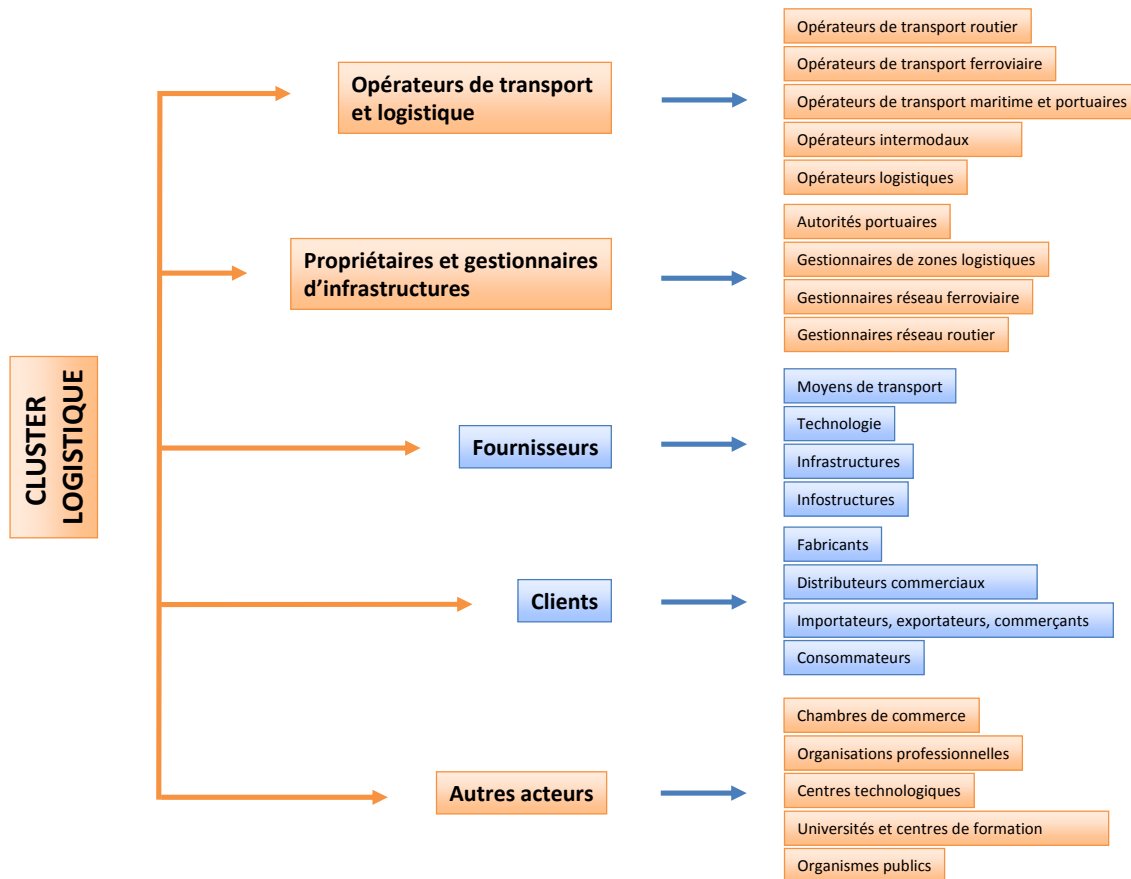 CLUSTER
LOGISTIQUE
Opérateurs de transport
et logistique
Opérateurs de transport routier
Opérateurs de transport ferroviaire
Opérateurs de transport maritime et portuaires
Opérateurs intermodaux
Opérateurs logistiques
Propriétaires et gestionnaires
d’infrastructures
Autorités portuaires
Gestionnaires de zones logistiques
Gestionnaires réseau ferroviaire
Gestionnaires réseau routier
Fournisseurs
Moyens de transport
Technologie
Infrastructures
Infostructures
Clients
Fabricants
Distributeurs commerciaux
Importateurs, exportateurs, commerçants
Consommateurs
Autres acteurs
Chambres de commerce
Organisations professionnelles
Centres technologiques
Universités et centres de formation
Organismes publics